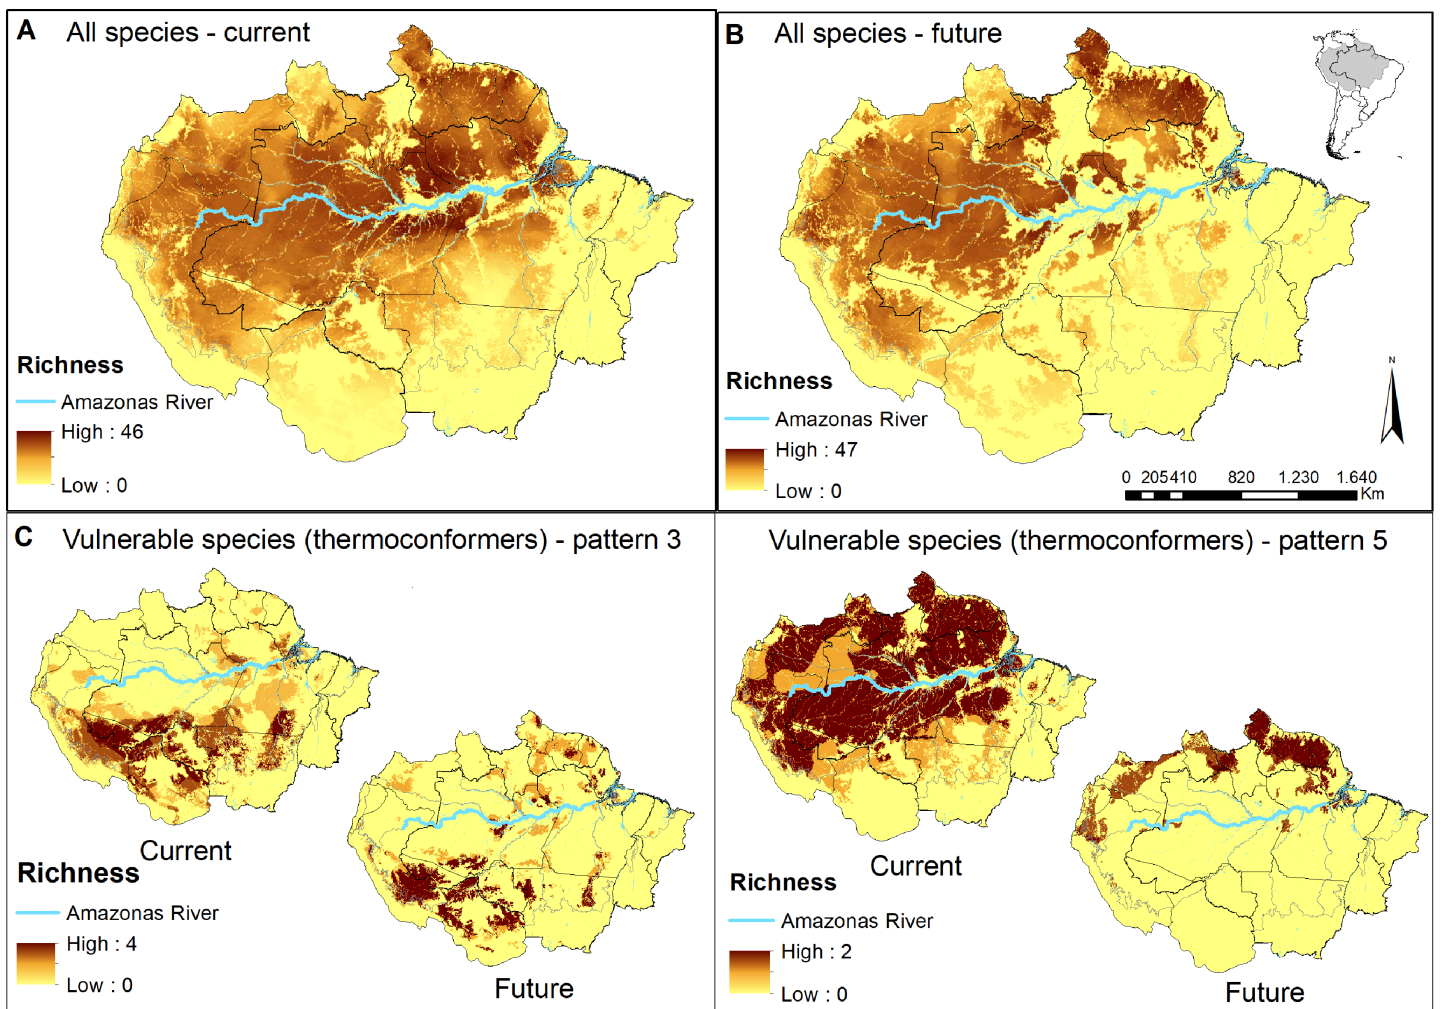 A All species - current
Richness
Amazonas River
High : 46
Low : 0
B All species - future
Richness
Amazonas River
High : 47
Low : 0
N
0 205 410 820 1.230 1.640
Km
C Vulnerable species (thermoconformers) - pattern 3
Current
Richness
Amazonas River
High : 4
Low : 0
Future
Vulnerable species (thermoconformers) - pattern 5
Current
Richness
Amazonas River
High : 2
Low : 0
Future